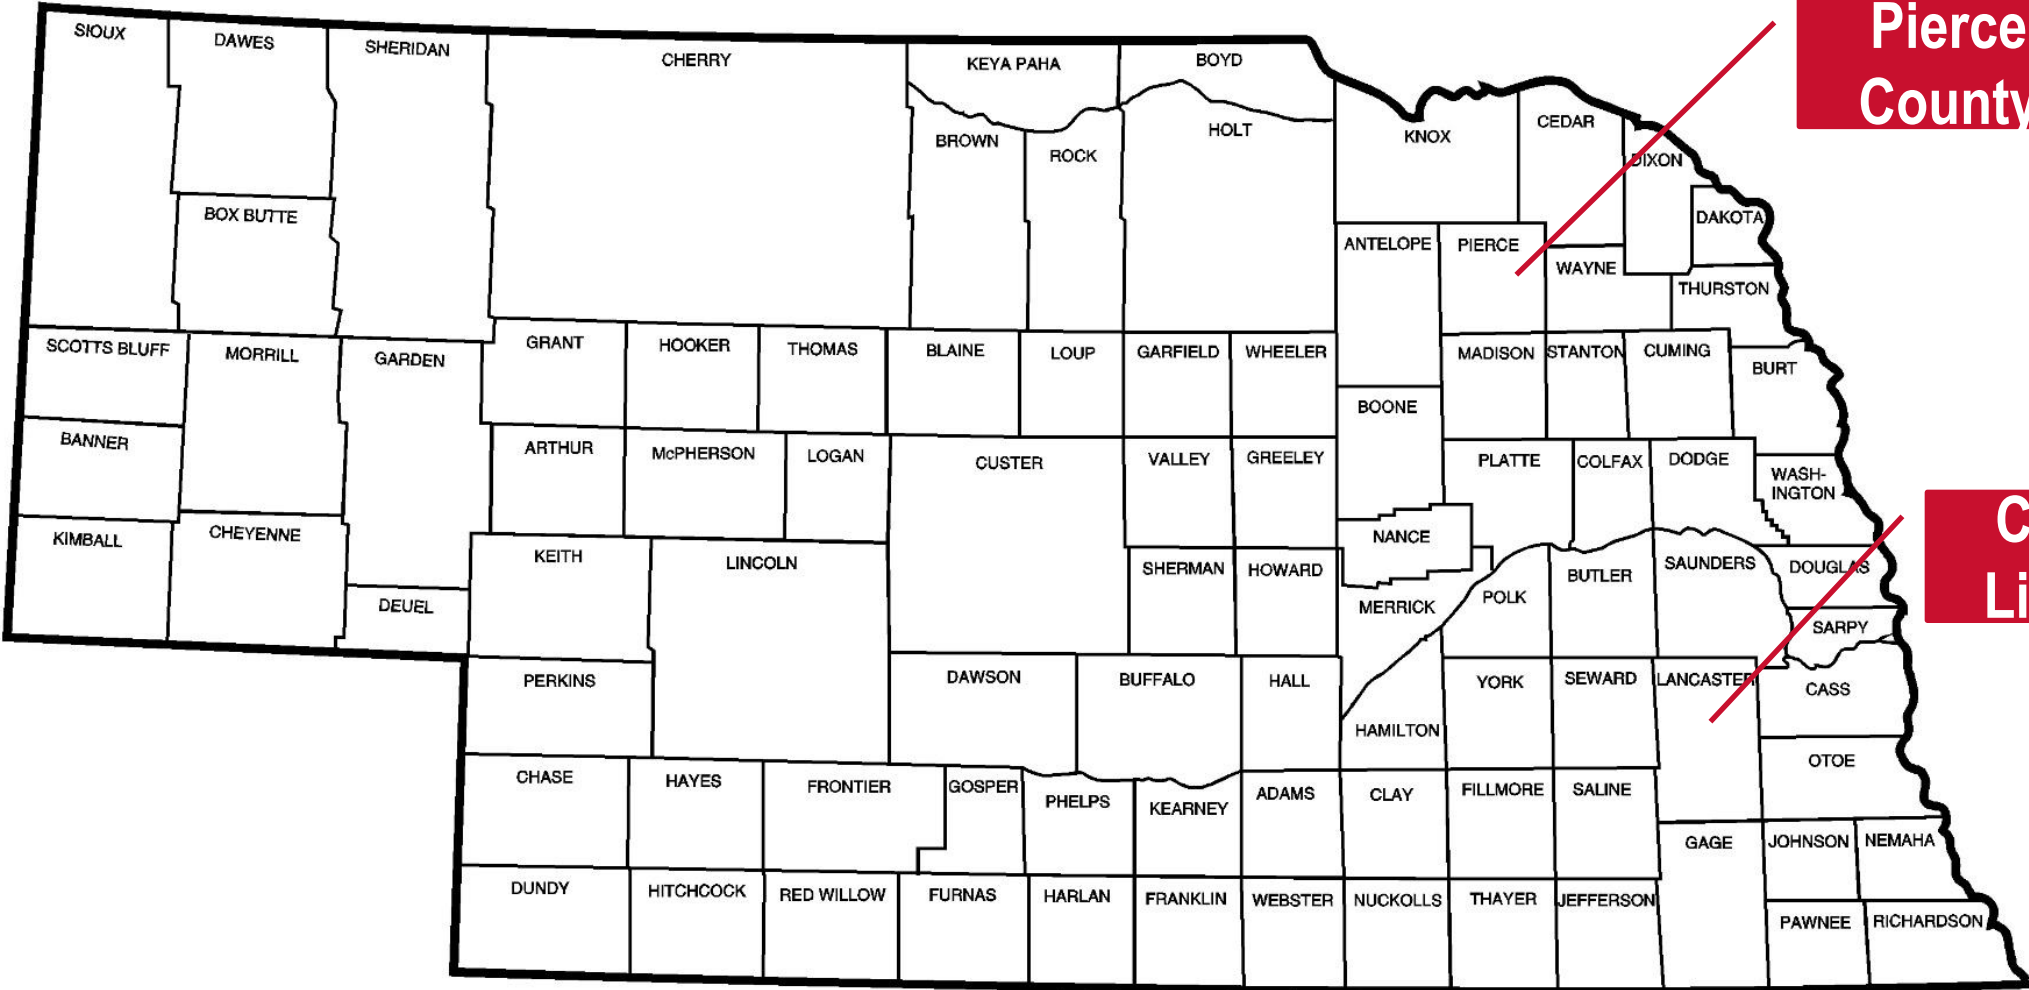 SIOUX
DAWES
SHERIDAN
CHERRY
KEYA PAHA
BOYD
Pierce
County
KNOX
CEDAR
DIXON
HOLT
BROWN
ROCK
BOX BUTTE
DAKOTA
ANTELOPE
PIERCE
WAYNE
THURSTON
SCOTTS BLUFF
MORRILL
GARDEN
GRANT
HOOKER
THOMAS
BLAINE
LOUP
GARFIELD
WHEELER
MADISON
STANTON
CUMING
BURT
BOONE
BANNER
ARTHUR
McPHERSON
LOGAN
CUSTER
VALLEY
GREELEY
PLATTE
COLFAX
DODGE
WASH-
INGTON
KIMBALL
CHEYENNE
KEITH
LINCOLN
SHERMAN
HOWARD
NANCE
MERRICK
POLK
BUTLER
SAUNDERS
DOUGLAS
C
Li
DEUEL
SARPY
PERKINS
DAWSON
BUFFALO
HALL
HAMILTON
YORK
SEWARD
LANCASTER
CASS
OTOE
CHASE
HAYES
FRONTIER
GOSPER
PHELPS
KEARNEY
ADAMS
CLAY
FILLMORE
SALINE
GAGE
JOHNSON
NEMAHA
DUNDY
HITCHCOCK
RED WILLOW
FURNAS
HARLAN
FRANKLIN
WEBSTER
NUCKOLLS
THAYER
JEFFERSON
PAWNEE
RICHARDSON